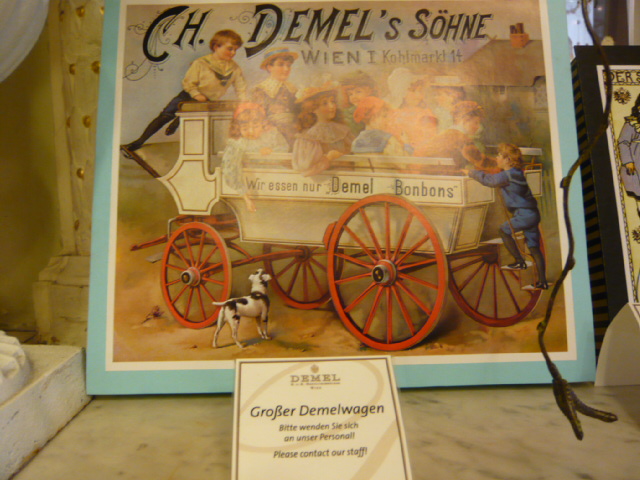 CH. DEMEL's SÖHNE
WIEN I Kohlmarkt 14
Wir essen nur "Demel Bonbons"
DEMEL
Großer Demelwagen
Bitte wenden Sie sich
an unser Personal!
Please contact our staff!
DER